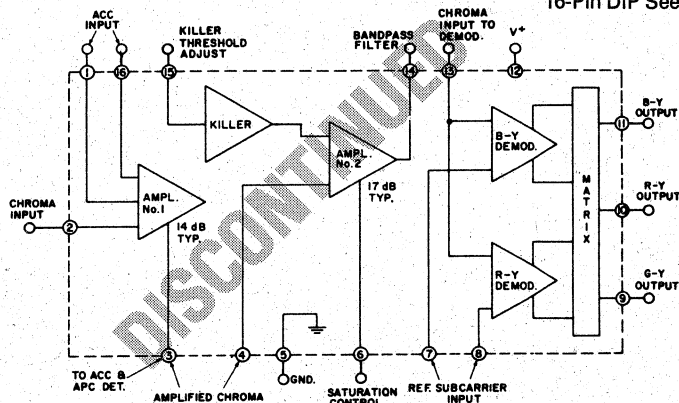 16-Pin DIP See
ACC
INPUT
KILLER
THRESHOLD
ADJUST
BANDPASS
FILTER
CHROMA
INPUT TO
DEMOD.
V+
1
16
15
14
13
12
KILLER
AMPL.
No.2
17 dB
TYP.
B-Y
DEMOD.
MATRIX
11
B-Y
OUTPUT
AMPL.
No.1
14 dB
TYP.
CHROMA
INPUT
2
10
R-Y
OUTPUT
R-Y
DEMOD.
9
G-Y
OUTPUT
DISCONTINUED
3
4
5
6
7
8
TO ACC &
APC DET.
AMPLIFIED CHROMA
GND.
SATURATION
CONTROL
REF. SUBCARRIER
INPUT